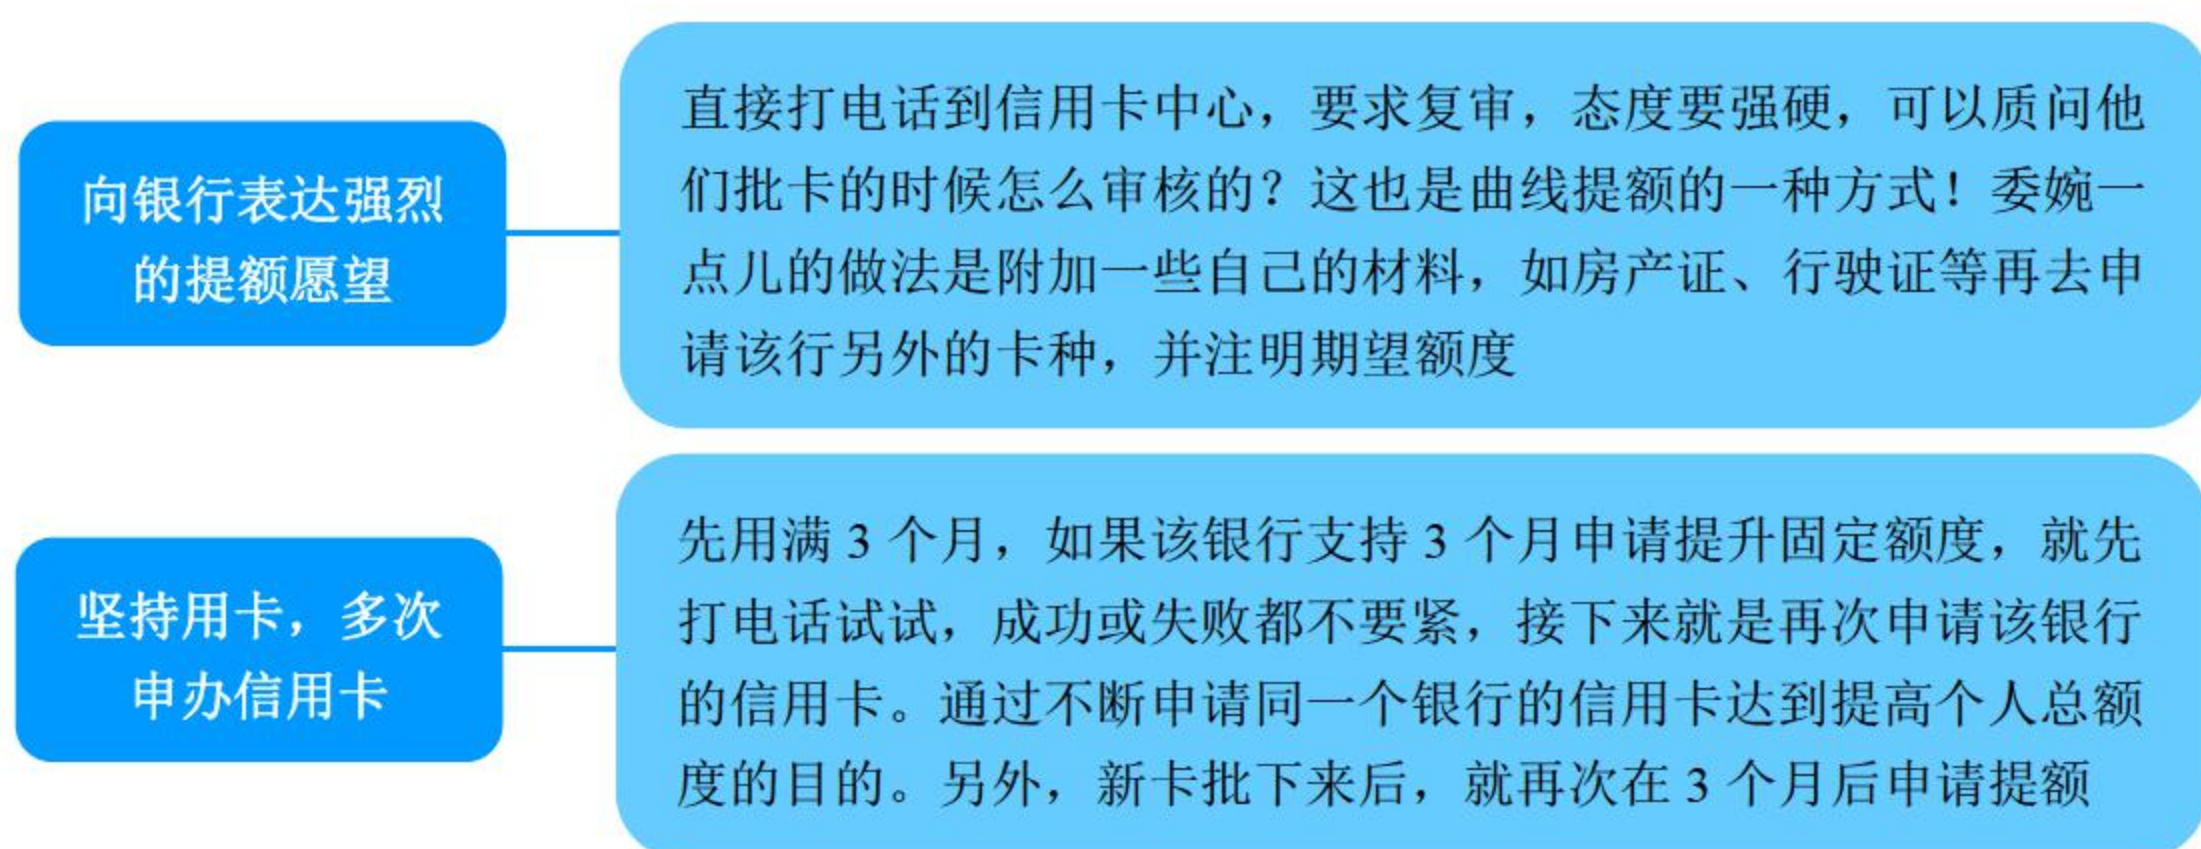 向银行表达强烈
的提额愿望
直接打电话到信用卡中心，要求复审，态度要强硬，可以质问他
们批卡的时候怎么审核的？这也是曲线提额的一种方式！委婉一
点儿的做法是附加一些自己的材料，如房产证、行驶证等再去申
请该行另外的卡种，并注明期望额度
坚持用卡，多次
申办信用卡
先用满 3 个月，如果该银行支持 3 个月申请提升固定额度，就先
打电话试试，成功或失败都不要紧，接下来就是再次申请该银行
的信用卡。通过不断申请同一个银行的信用卡达到提高个人总额
度的目的。另外，新卡批下来后，就再次在 3 个月后申请提额